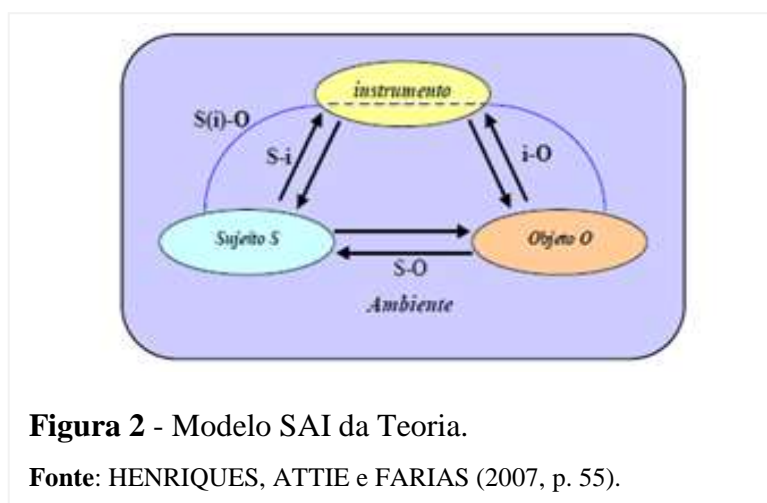 instrumento
S(i)-O
S-i
i-O
Sujeito S
Objeto O
S-O
Ambiente
Figura 2 - Modelo SAI da Teoria.
Fonte: HENRIQUES, ATTIE e FARIAS (2007, p. 55).